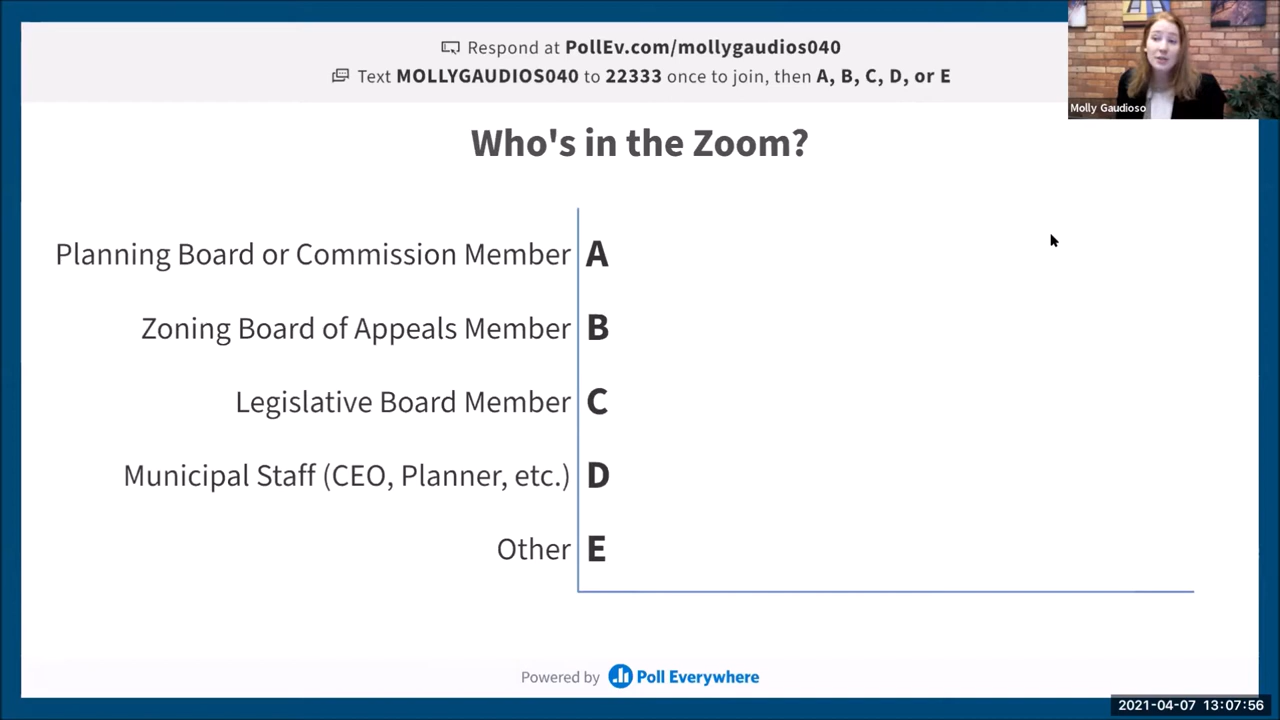 Respond at PollEv.com/mollygaudios040
Text MOLLYGAUDIOS040 to 22333 once to join, then A, B, C, D, or E
Molly Gaudioso
Who's in the Zoom?
Planning Board or Commission Member A
Zoning Board of Appeals Member B
Legislative Board Member C
Municipal Staff (CEO, Planner, etc.) D
Other E
Powered by Poll Everywhere
2021-04-07 13:07:56